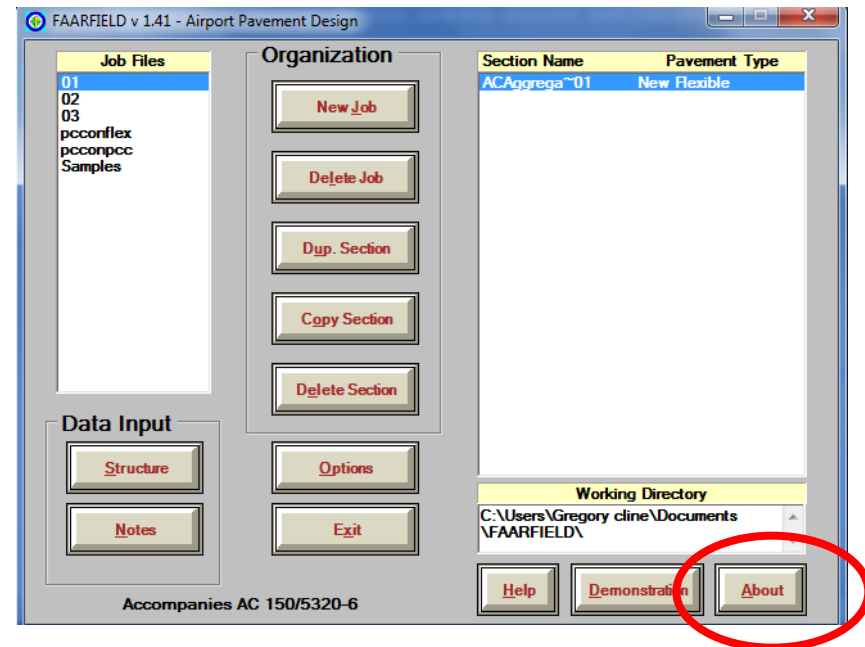 FAARFIELD v 1.41 - Airport Pavement Design
Job Files
01
02
03
pcconflex
pcconpcc
Samples
Organization
New Job
Delete Job
Dup. Section
Copy Section
Delete Section
Section Name Pavement Type
ACAggrega~01 New Flexible
Data Input
Structure
Notes
Options
Exit
Working Directory
C:\Users\Gregory cline\Documents
\FAARFIELD\
Help
Demonstration
About
Accompanies AC 150/5320-6